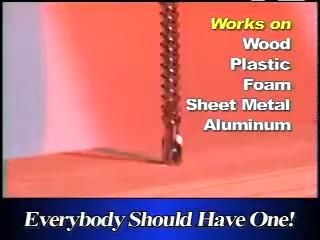 Works on
Wood
Plastic
Foam
Sheet Metal
Aluminum
Everybody Should Have One!